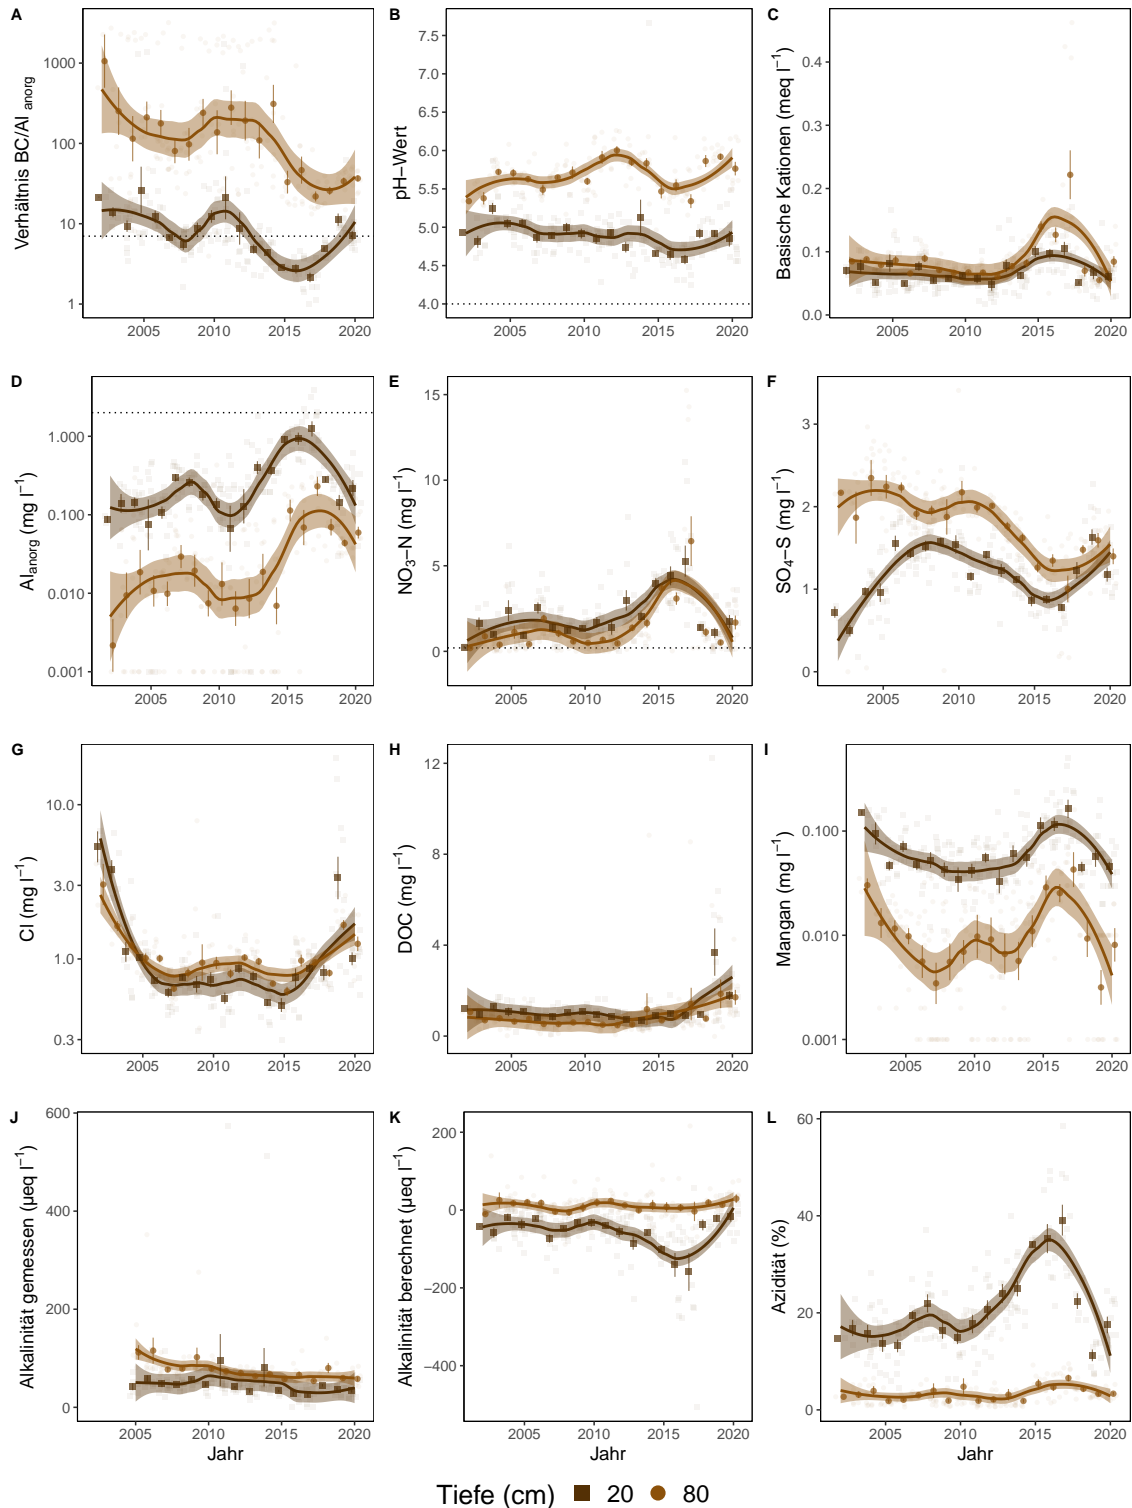 A
Verhältnis BC/Al anorg
1000
100
10
1
2005 2010 2015 2020
B
pH−Wert
7.5
7.0
6.5
6.0
5.5
5.0
4.5
4.0
2005 2010 2015 2020
C
Basische Kationen (meq l⁻¹)
0.4
0.3
0.2
0.1
0.0
2005 2010 2015 2020
D
Al anorg (mg l⁻¹)
1.000
0.100
0.010
0.001
2005 2010 2015 2020
E
NO₃−N (mg l⁻¹)
15
10
5
0
2005 2010 2015 2020
F
SO₄−S (mg l⁻¹)
3
2
1
0
2005 2010 2015 2020
G
Cl (mg l⁻¹)
10.0
3.0
1.0
0.3
2005 2010 2015 2020
H
DOC (mg l⁻¹)
12
8
4
0
2005 2010 2015 2020
I
Mangan (mg l⁻¹)
0.100
0.010
0.001
2005 2010 2015 2020
J
Alkalinität gemessen (µeq l⁻¹)
600
400
200
0
2005 2010 2015 2020
Jahr
K
Alkalinität berechnet (µeq l⁻¹)
200
0
−200
−400
2005 2010 2015 2020
Jahr
L
Azidität (%)
60
40
20
0
2005 2010 2015 2020
Jahr
Tiefe (cm) 20 80